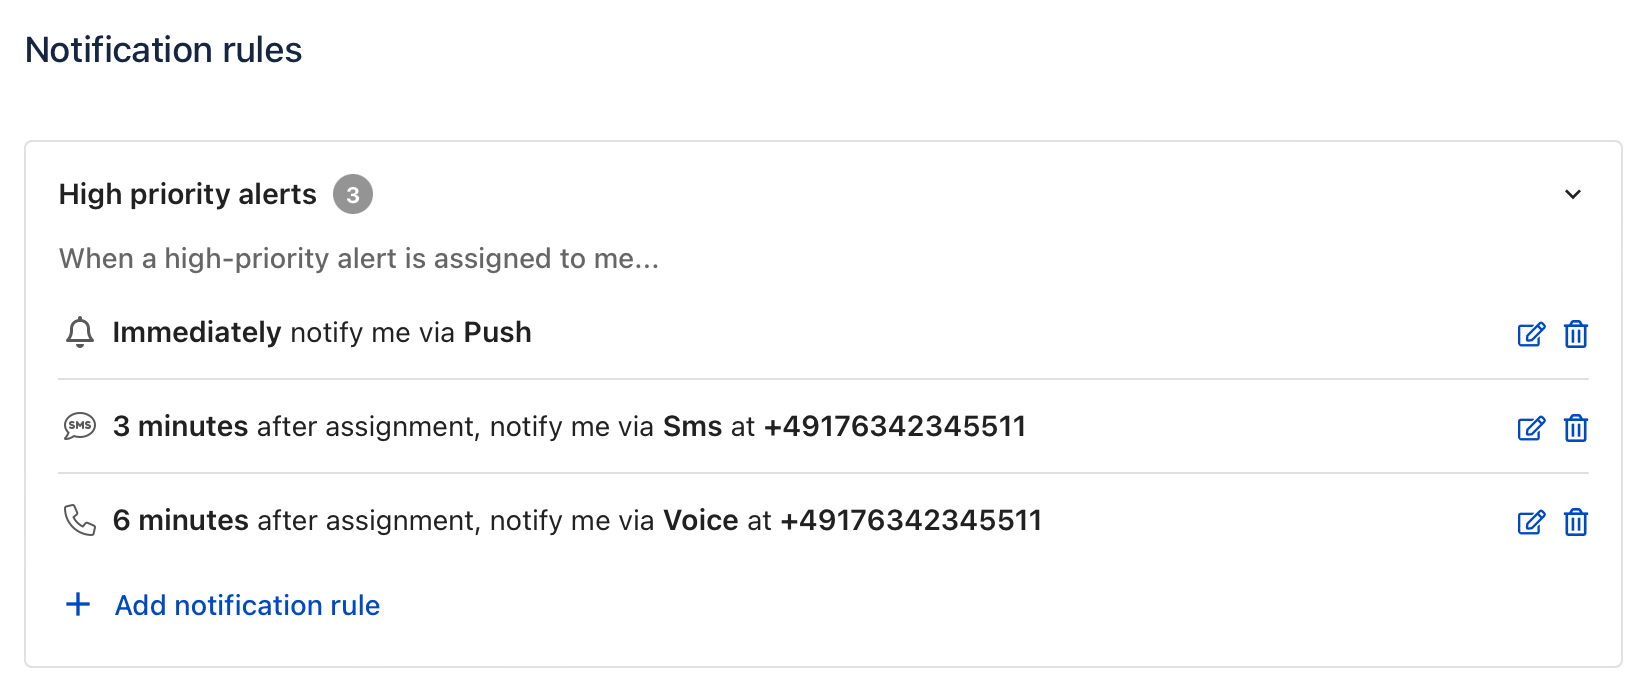 Notification rules
High priority alerts 3
When a high-priority alert is assigned to me...
Immediately notify me via Push
SMS 3 minutes after assignment, notify me via Sms at +49176342345511
6 minutes after assignment, notify me via Voice at +49176342345511
+ Add notification rule